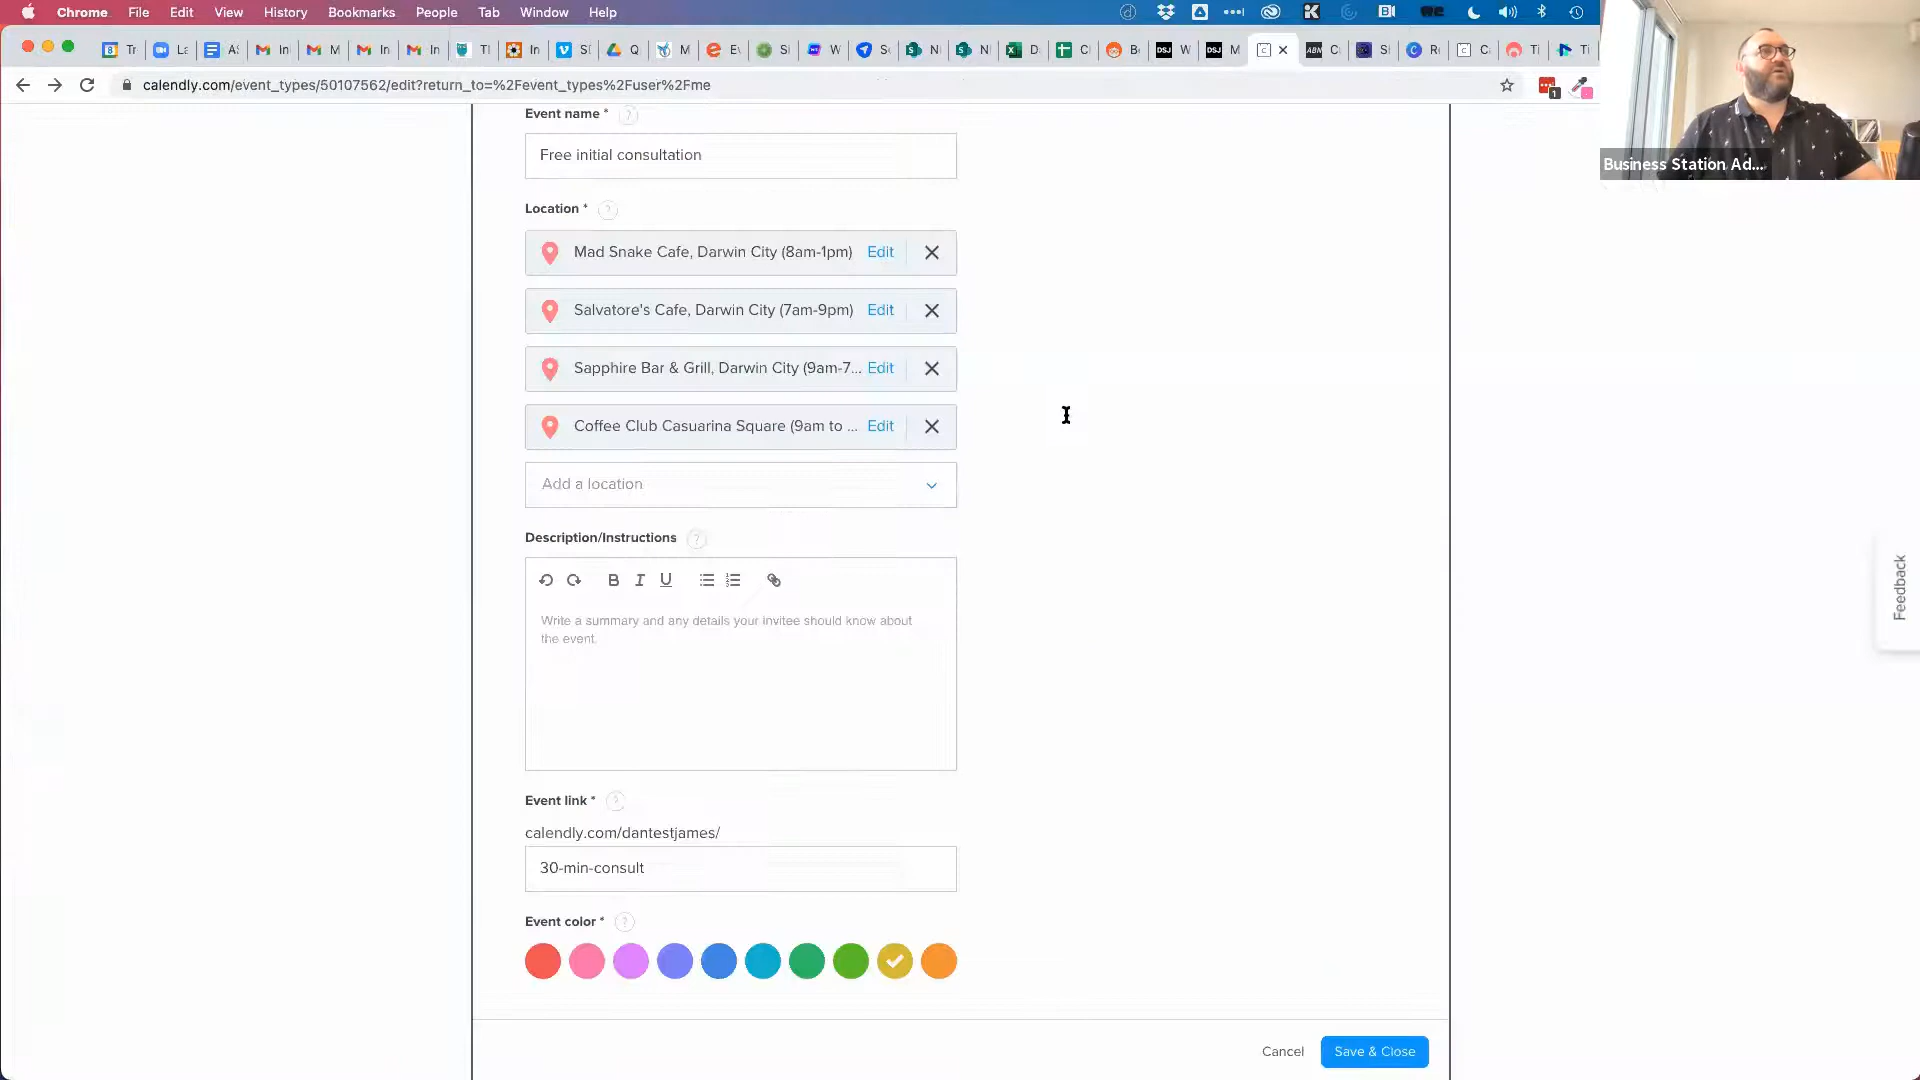 Chrome File Edit View History Bookmarks People Tab Window Help
calendly.com/event_types/50107562/edit?return_to=%2Fevent_types%2Fuser%2Fme
Business Station Ad...
Event name *
Free initial consultation
Location *
Mad Snake Cafe, Darwin City (8am-1pm) Edit
Salvatore's Cafe, Darwin City (7am-9pm) Edit
Sapphire Bar & Grill, Darwin City (9am-7... Edit
Coffee Club Casuarina Square (9am to ... Edit
Add a location
Description/Instructions
B I U
Write a summary and any details your invitee should know about
the event.
Feedback
Event link *
calendly.com/dantestjames/
30-min-consult
Event color *
Cancel Save & Close